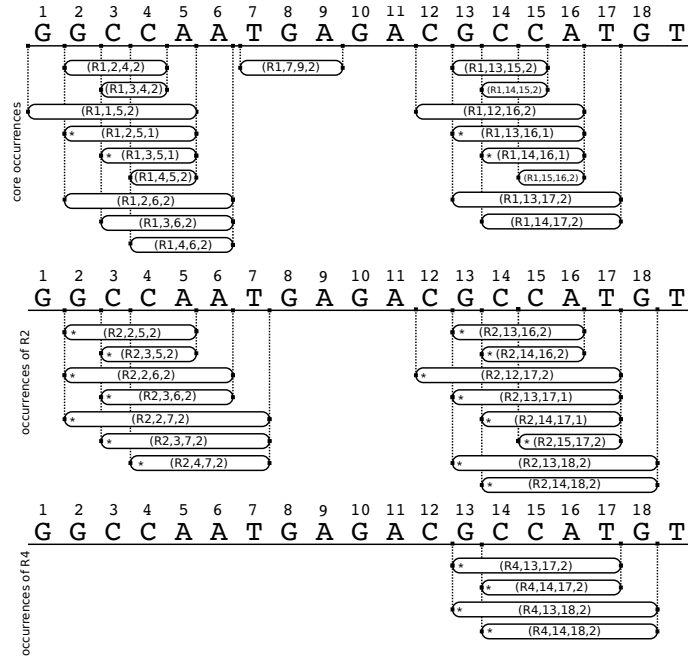 1 2 3 4 5 6 7 8 9 10 11 12 13 14 15 16 17 18
G G C C A A T G A G A C G C C A T G T
core occurrences
(R1,2,4,2) (R1,7,9,2) (R1,13,15,2)
(R1,3,4,2) (R1,14,15,2)
(R1,1,5,2) (R1,12,16,2)
* (R1,2,5,1) * (R1,13,16,1)
* (R1,3,5,1) * (R1,14,16,1)
(R1,4,5,2) (R1,15,16,2)
(R1,2,6,2) (R1,13,17,2)
(R1,3,6,2) (R1,14,17,2)
(R1,4,6,2)
1 2 3 4 5 6 7 8 9 10 11 12 13 14 15 16 17 18
G G C C A A T G A G A C G C C A T G T
occurrences of R2
* (R2,2,5,2) * (R2,13,16,2)
* (R2,3,5,2) * (R2,14,16,2)
* (R2,2,6,2) * (R2,12,17,2)
* (R2,3,6,2) * (R2,13,17,1)
* (R2,2,7,2) * (R2,14,17,1)
* (R2,3,7,2) * (R2,15,17,2)
* (R2,4,7,2) * (R2,13,18,2)
* (R2,14,18,2)
1 2 3 4 5 6 7 8 9 10 11 12 13 14 15 16 17 18
G G C C A A T G A G A C G C C A T G T
occurrences of R4
* (R4,13,17,2)
* (R4,14,17,2)
* (R4,13,18,2)
* (R4,14,18,2)